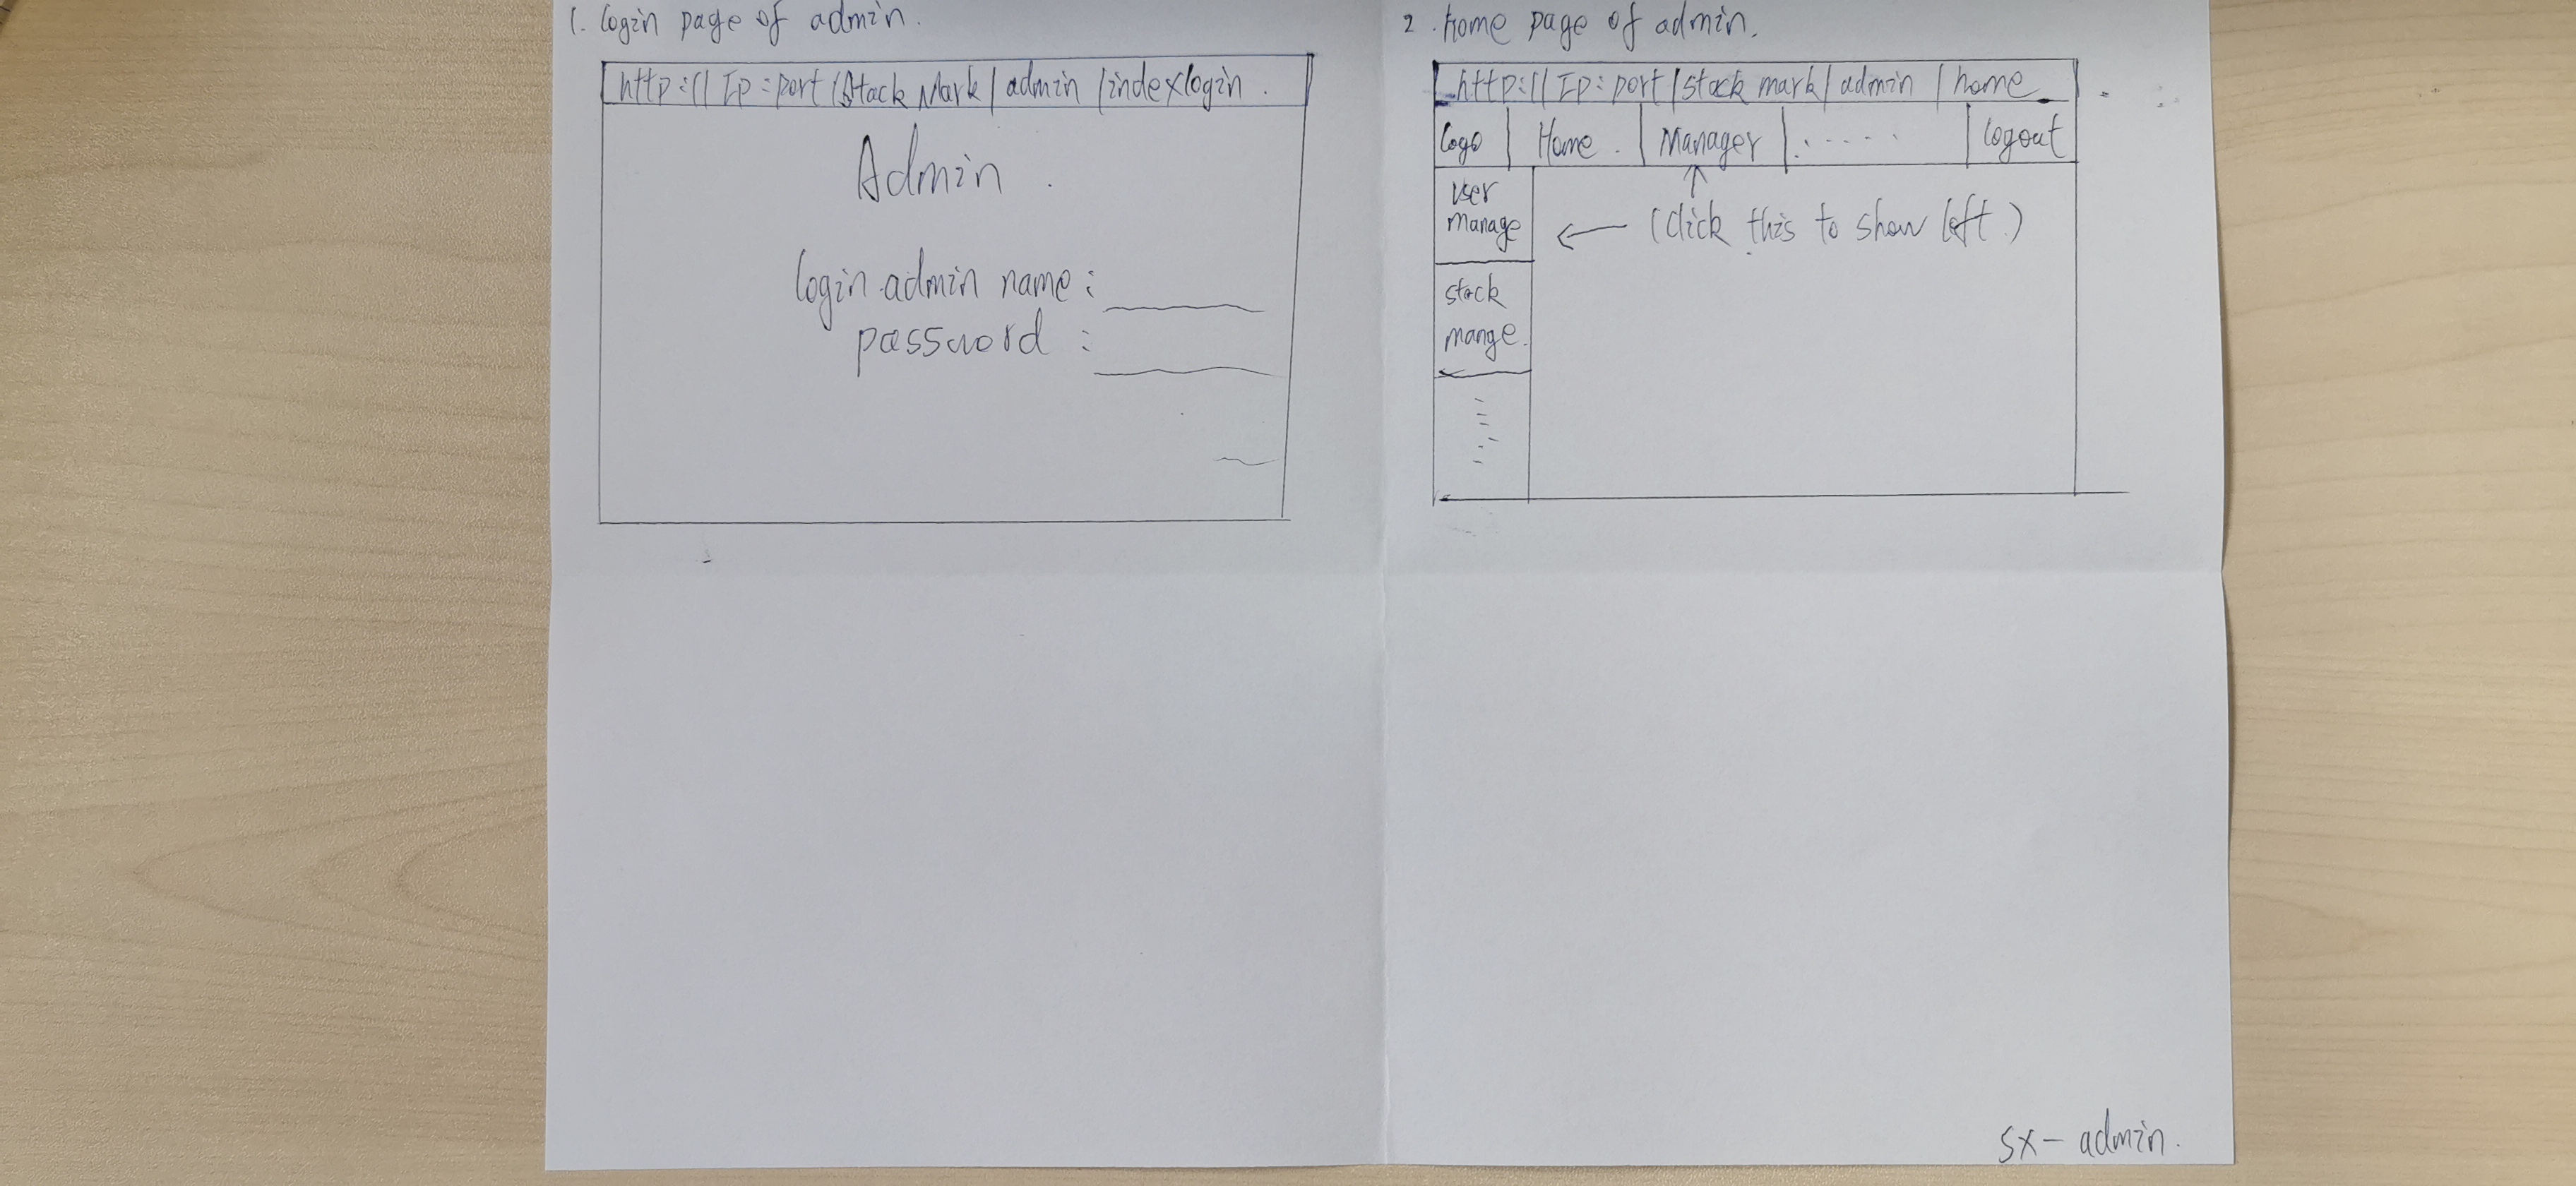 1. login page of admin.
http:// Ip:port/Stack Mark/admin/indexlogin.
Admin
login admin name:
password :
2. home page of admin.
http:// Ip:port/stock mark/admin/home
Logo Home. Manager ...... logout
User
manage
(click this to show left.)
stock
mange.
sx-admin.